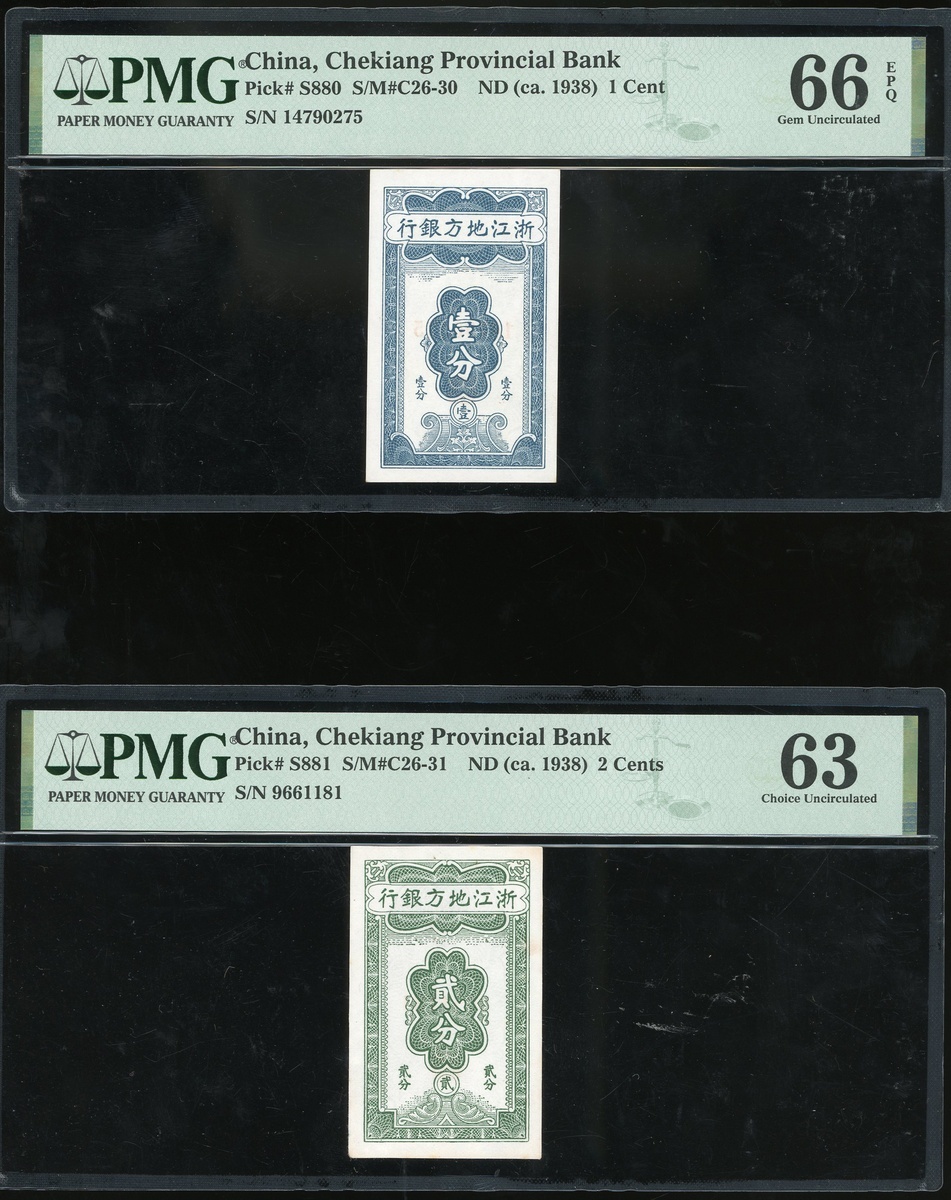 PMG®
PAPER MONEY GUARANTY
China, Chekiang Provincial Bank
Pick# S880 S/M#C26-30 ND (ca. 1938) 1 Cent
S/N 14790275
66 EPQ
Gem Uncirculated
行銀方地江浙
壹分
壹分
壹分
壹
PMG®
PAPER MONEY GUARANTY
China, Chekiang Provincial Bank
Pick# S881 S/M#C26-31 ND (ca. 1938) 2 Cents
S/N 9661181
63
Choice Uncirculated
行銀方地江浙
貳分
貳分
貳分
貳